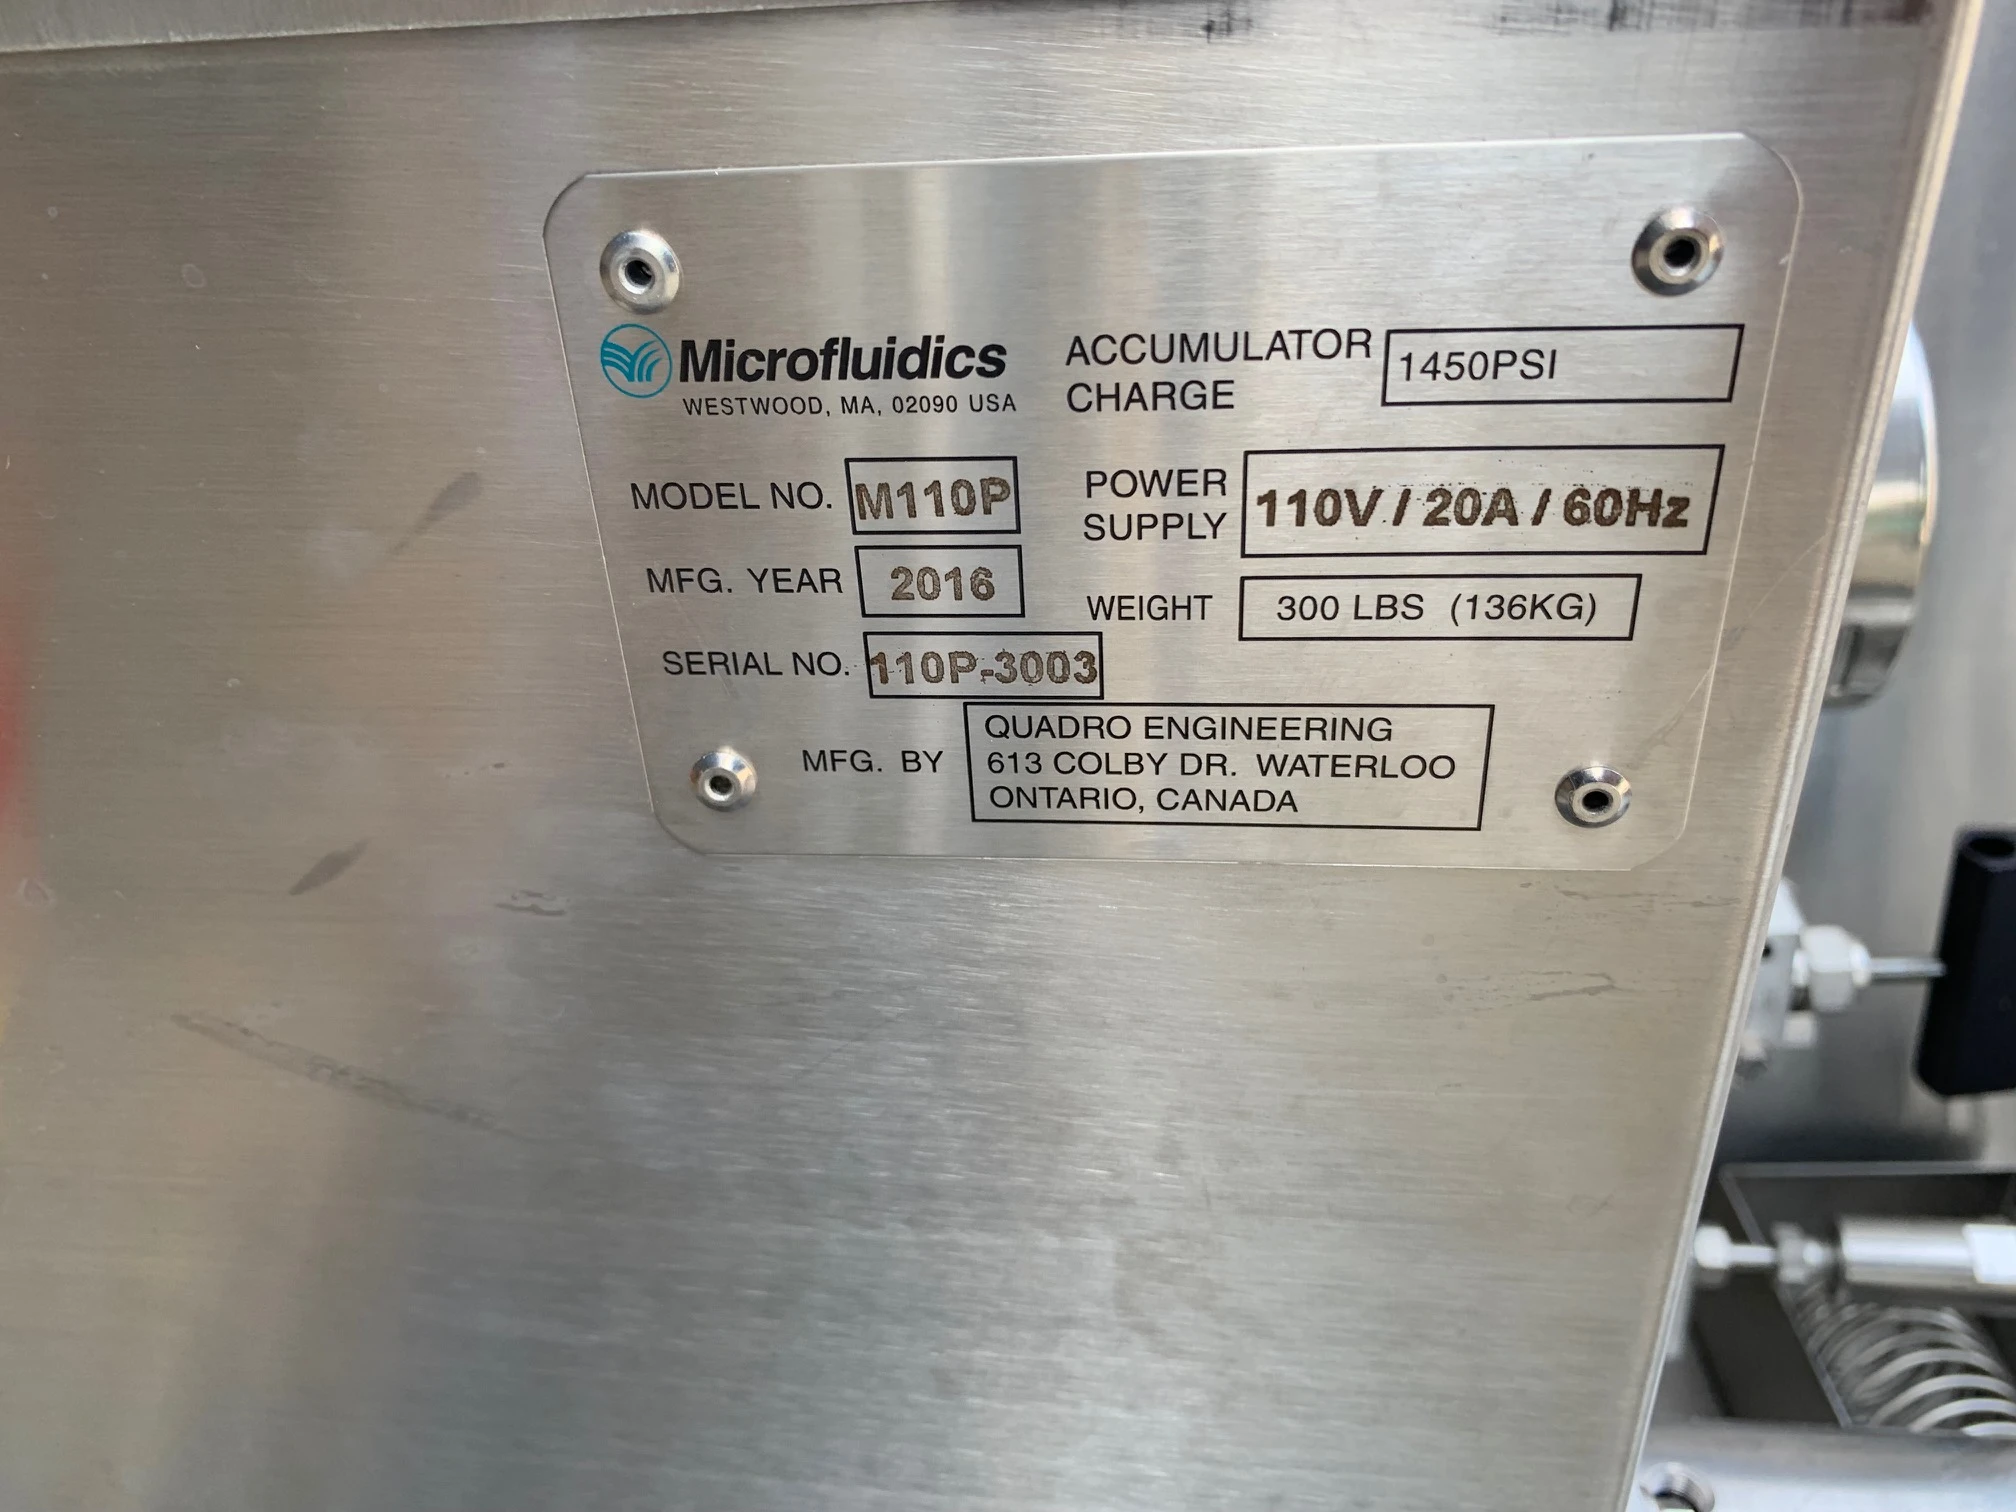 Microfluidics
WESTWOOD, MA, 02090 USA
ACCUMULATOR
CHARGE
1450PSI
MODEL NO. M110P
POWER
SUPPLY
110V / 20A / 60Hz
MFG. YEAR 2016
WEIGHT 300 LBS (136KG)
SERIAL NO. 110P-3003
MFG. BY
QUADRO ENGINEERING
613 COLBY DR. WATERLOO
ONTARIO, CANADA